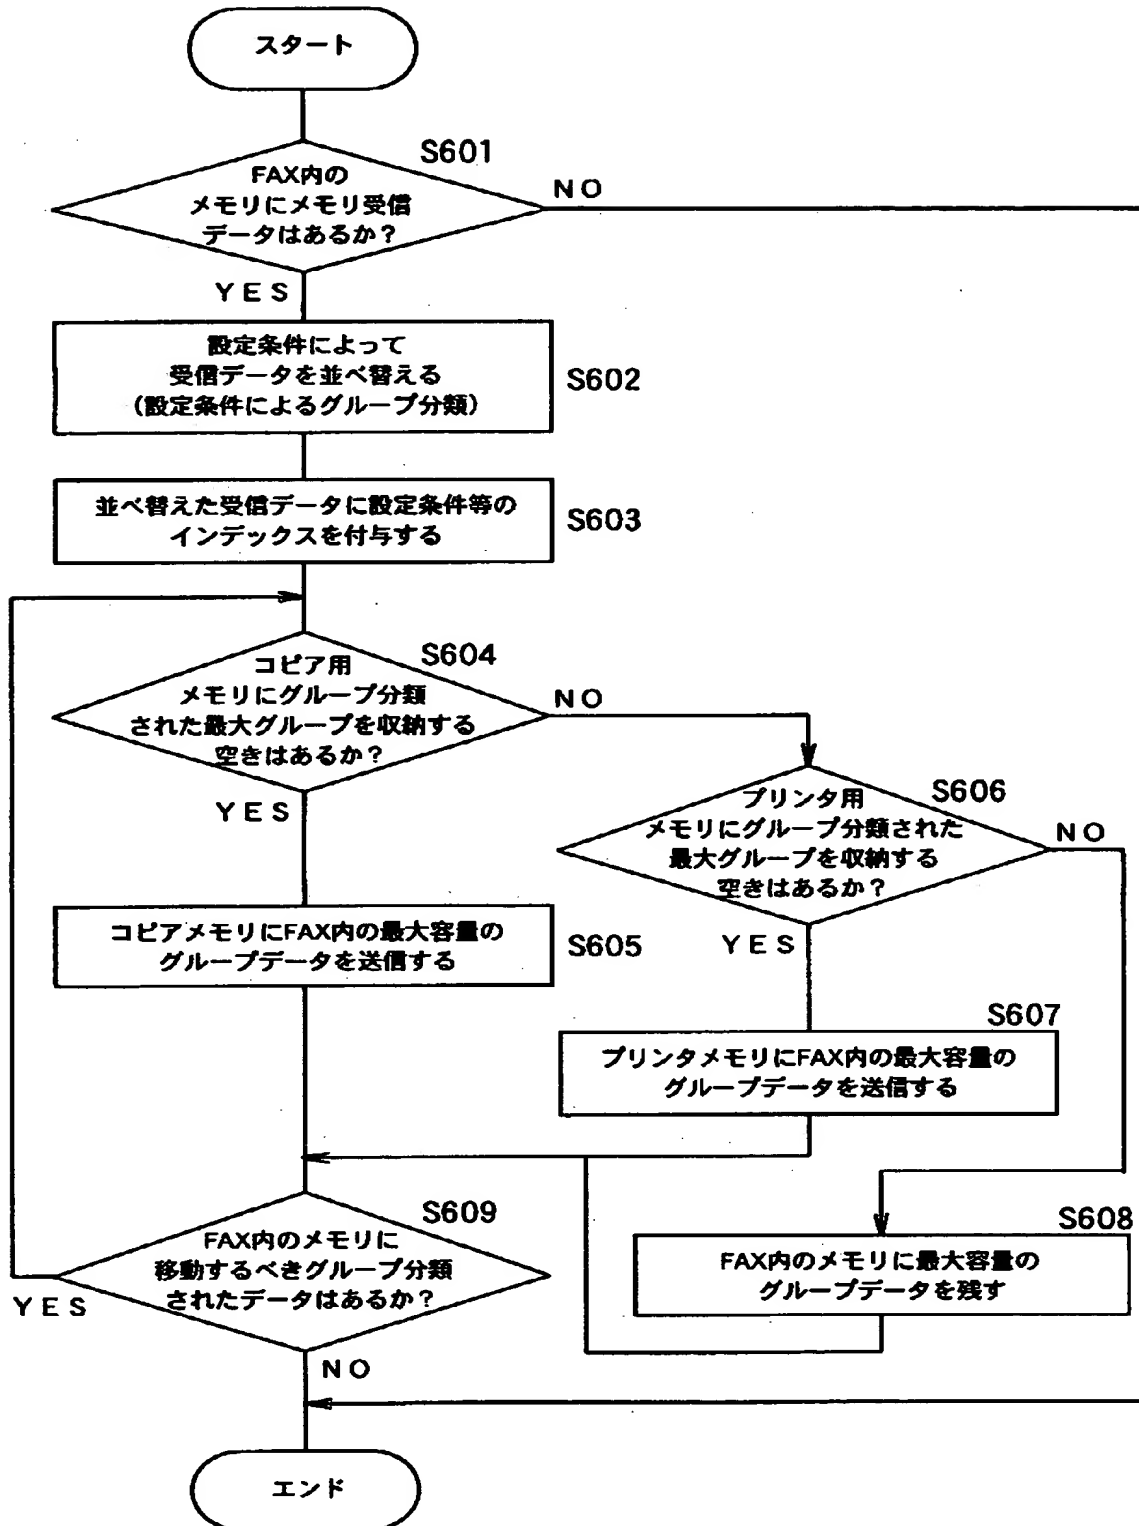 スタート
S601
FAX内の
メモリにメモリ受信
データはあるか？
NO
YES
設定条件によって
受信データを並べ替える
（設定条件によるグループ分類）
S602
並べ替えた受信データに設定条件等の
インデックスを付与する
S603
S604
コピア用
メモリにグループ分類
された最大グループを収納する
空きはあるか？
NO
YES
S606
プリンタ用
メモリにグループ分類された
最大グループを収納する
空きはあるか？
NO
YES
コピアメモリにFAX内の最大容量の
グループデータを送信する
S605
S607
プリンタメモリにFAX内の最大容量の
グループデータを送信する
S608
FAX内のメモリに最大容量の
グループデータを残す
S609
FAX内のメモリに
移動するべきグループ分類
されたデータはあるか？
YES
NO
エンド